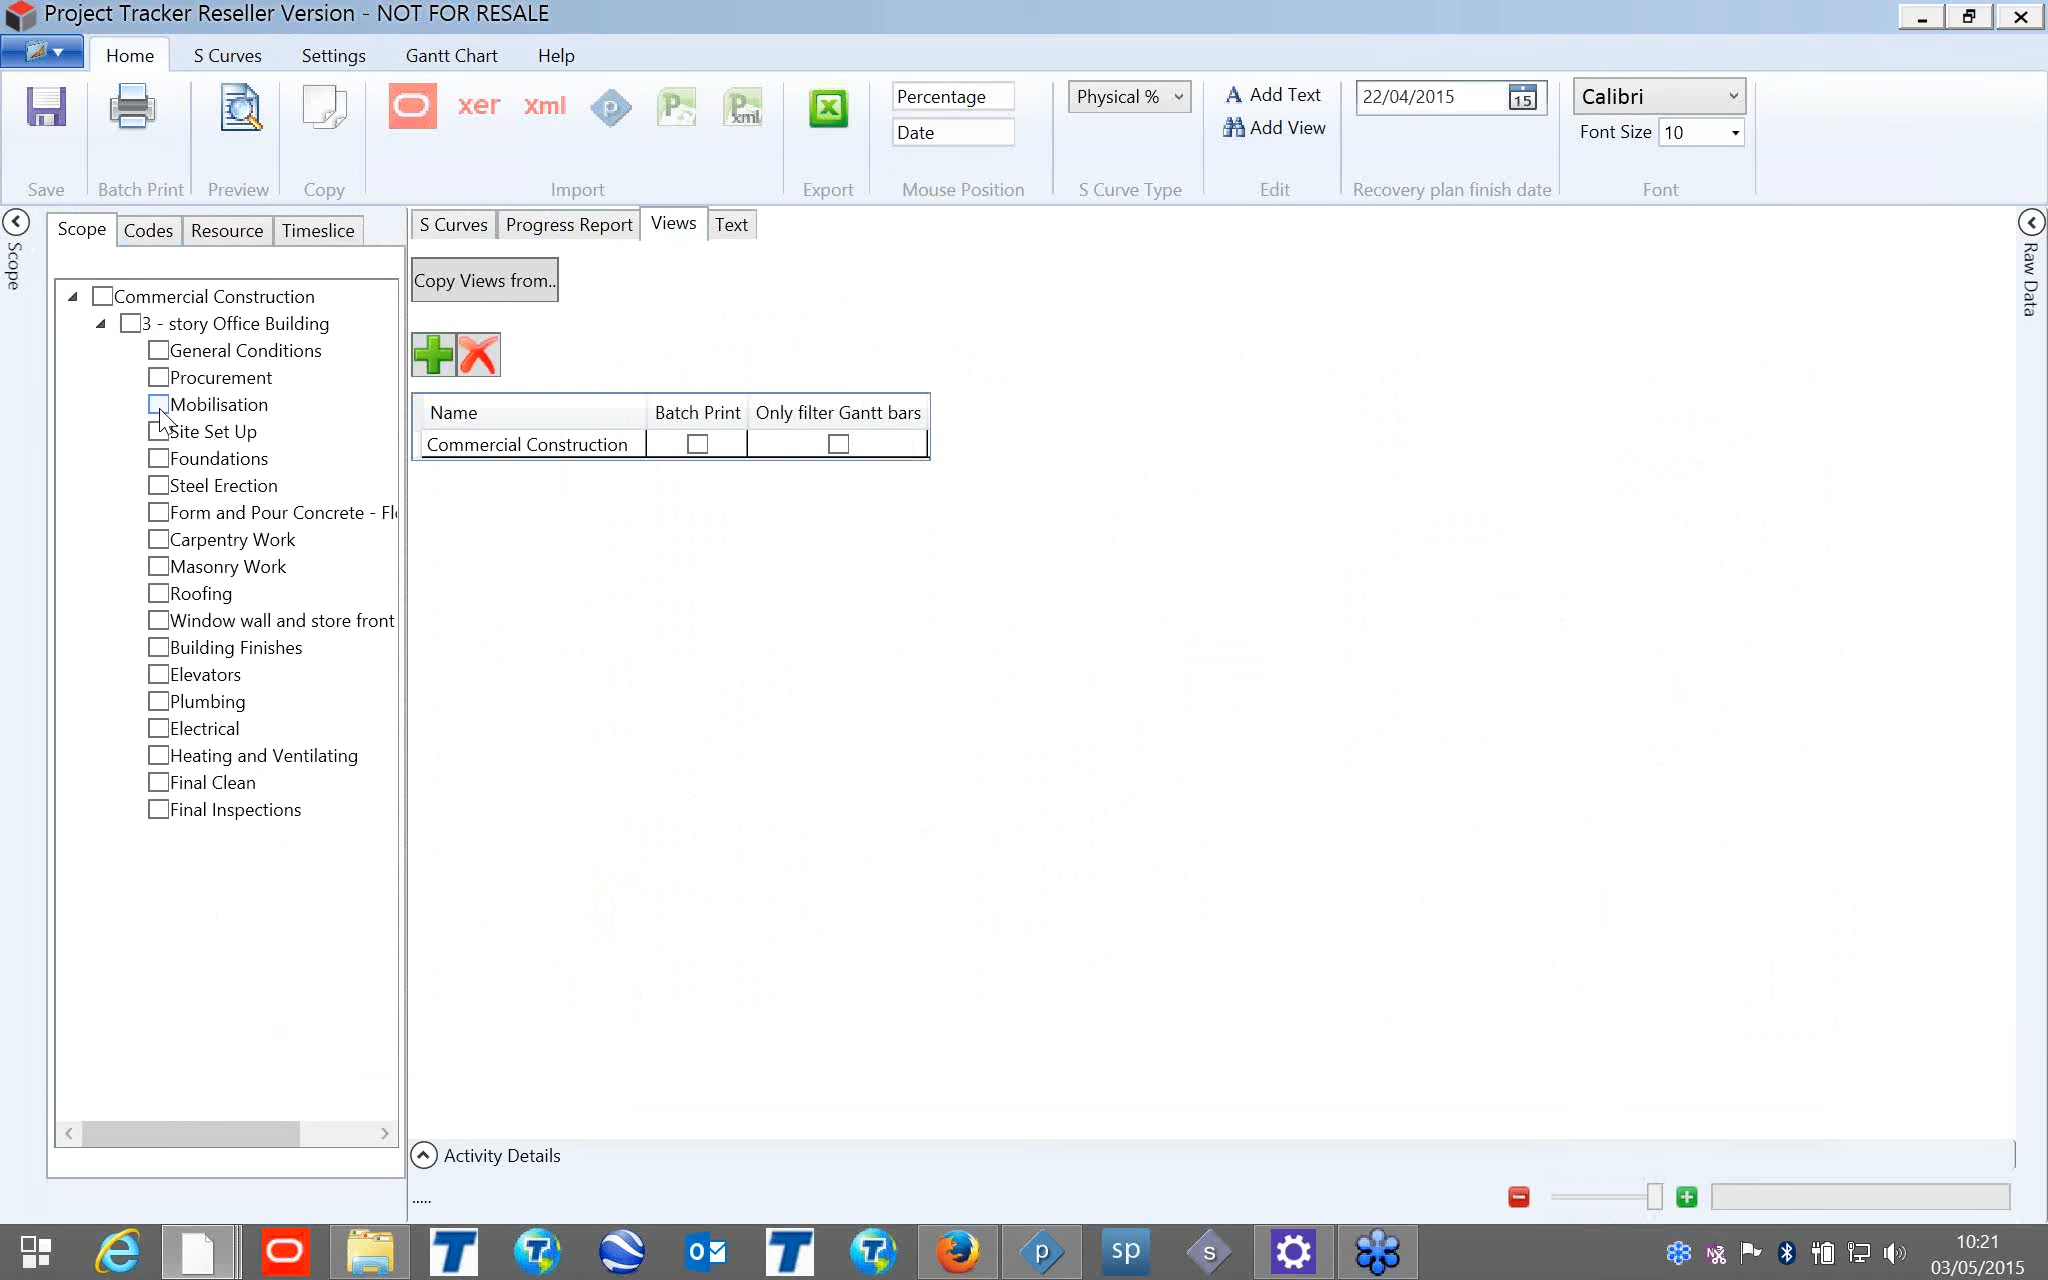 Project Tracker Reseller Version - NOT FOR RESALE
Home S Curves Settings Gantt Chart Help
xer xml P P P xml
Percentage
Date
Physical %
Add Text
Add View
22/04/2015 15
Calibri
Font Size 10
Save Batch Print Preview Copy Import Export Mouse Position S Curve Type Edit Recovery plan finish date Font
Scope
Scope Codes Resource Timeslice
S Curves Progress Report Views Text
Raw Data
Copy Views from..
Commercial Construction
3 - story Office Building
General Conditions
Procurement
Mobilisation
Site Set Up
Foundations
Steel Erection
Form and Pour Concrete - Fl
Carpentry Work
Masonry Work
Roofing
Window wall and store front
Building Finishes
Elevators
Plumbing
Electrical
Heating and Ventilating
Final Clean
Final Inspections
Name Batch Print Only filter Gantt bars
Commercial Construction
Activity Details
.....
T T T T p sp s
10:21
03/05/2015